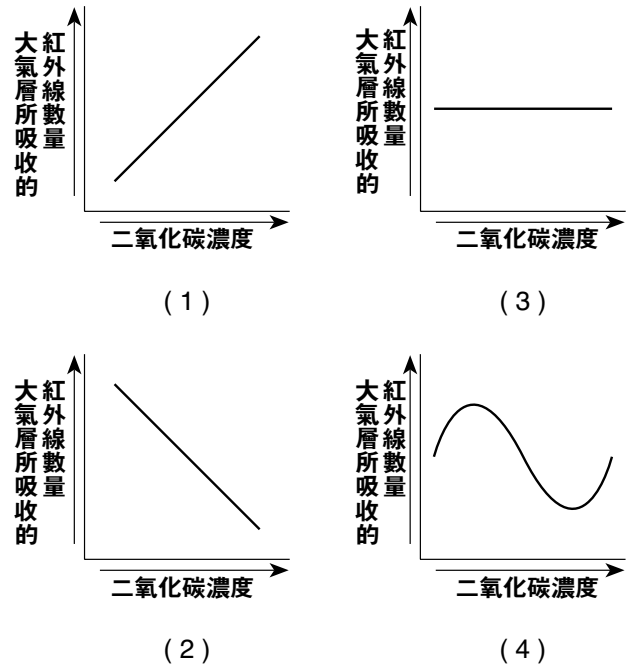 大氣層所吸收的
紅外線數量
二氧化碳濃度
( 1 )
大氣層所吸收的
紅外線數量
二氧化碳濃度
( 2 )
大氣層所吸收的
紅外線數量
二氧化碳濃度
( 3 )
大氣層所吸收的
紅外線數量
二氧化碳濃度
( 4 )